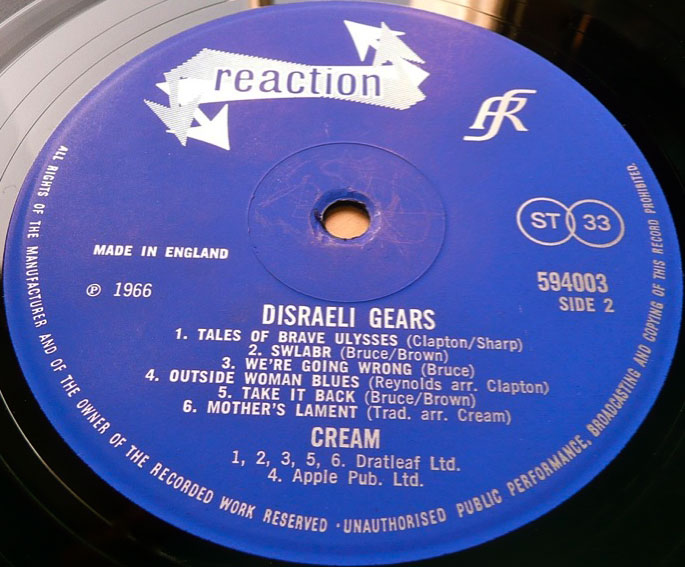 reaction
R
ST 33
MADE IN ENGLAND
℗ 1966
594003
SIDE 2
DISRAELI GEARS
1. TALES OF BRAVE ULYSSES (Clapton/Sharp)
2. SWLABR (Bruce/Brown)
3. WE'RE GOING WRONG (Bruce)
4. OUTSIDE WOMAN BLUES (Reynolds arr. Clapton)
5. TAKE IT BACK (Bruce/Brown)
6. MOTHER'S LAMENT (Trad. arr. Cream)
CREAM
1, 2, 3, 5, 6. Dratleaf Ltd.
4. Apple Pub. Ltd.
ALL RIGHTS OF THE MANUFACTURER AND OF THE OWNER OF THE RECORDED WORK RESERVED · UNAUTHORISED PUBLIC PERFORMANCE, BROADCASTING AND COPYING OF THIS RECORD PROHIBITED.